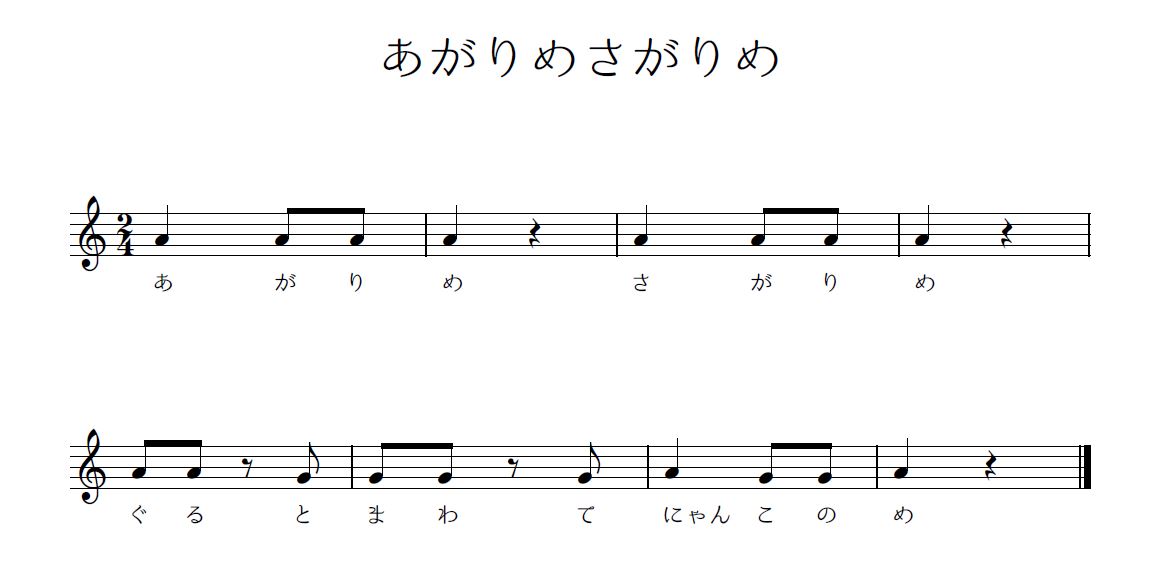 あがりめさがりめ
2
4
あ が り め さ が り め
ぐ る と ま わ て にゃん こ の め